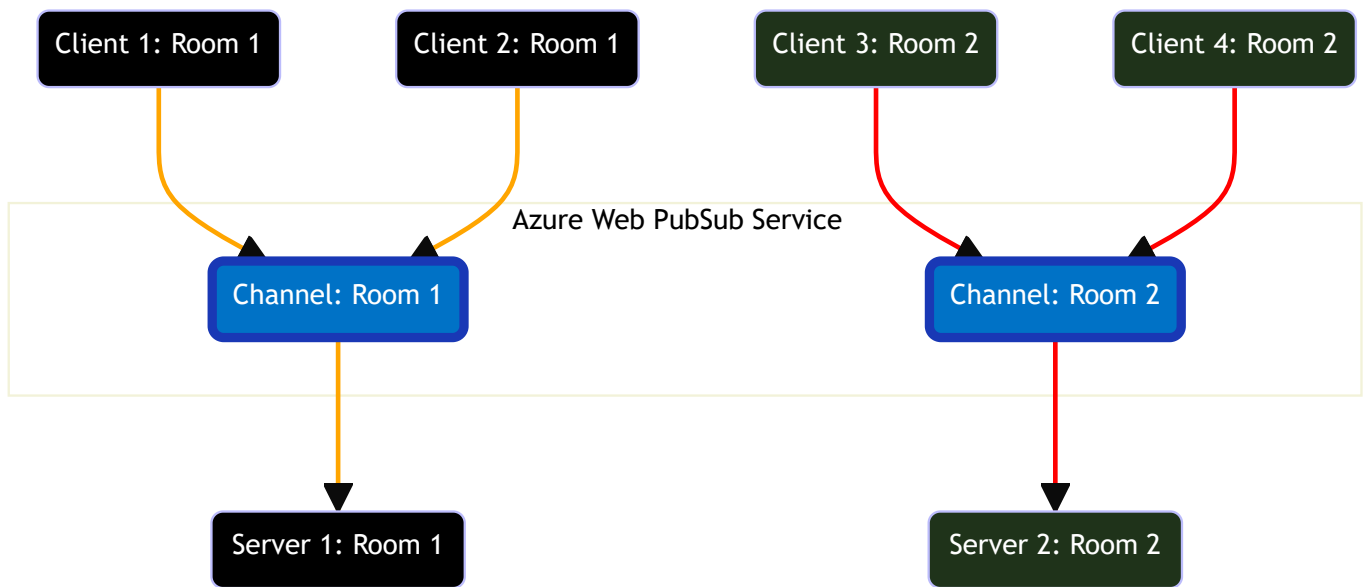 Client 1: Room 1
Client 2: Room 1
Client 3: Room 2
Client 4: Room 2
Azure Web PubSub Service
Channel: Room 1
Channel: Room 2
Server 1: Room 1
Server 2: Room 2